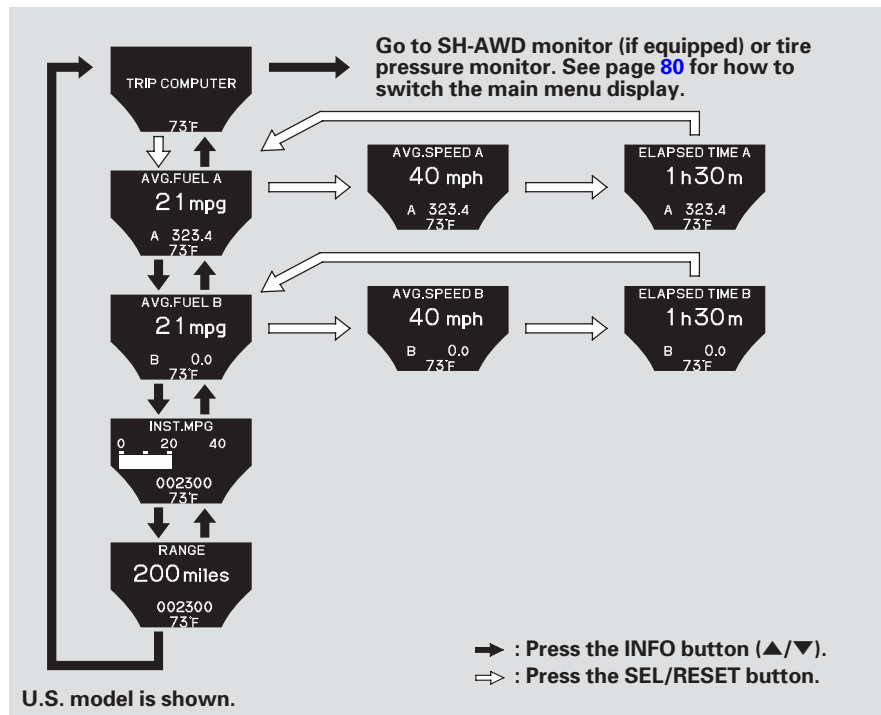 Go to SH-AWD monitor (if equipped) or tire
pressure monitor. See page 80 for how to
switch the main menu display.
TRIP COMPUTER
73°F
AVG.FUEL A
21 mpg
A 323.4
73°F
AVG.SPEED A
40 mph
A 323.4
73°F
ELAPSED TIME A
1h30m
A 323.4
73°F
AVG.FUEL B
21 mpg
B 0.0
73°F
AVG.SPEED B
40 mph
B 0.0
73°F
ELAPSED TIME B
1h30m
B 0.0
73°F
INST.MPG
0 20 40
002300
73°F
RANGE
200 miles
002300
73°F
: Press the INFO button (▲/▼).
: Press the SEL/RESET button.
U.S. model is shown.